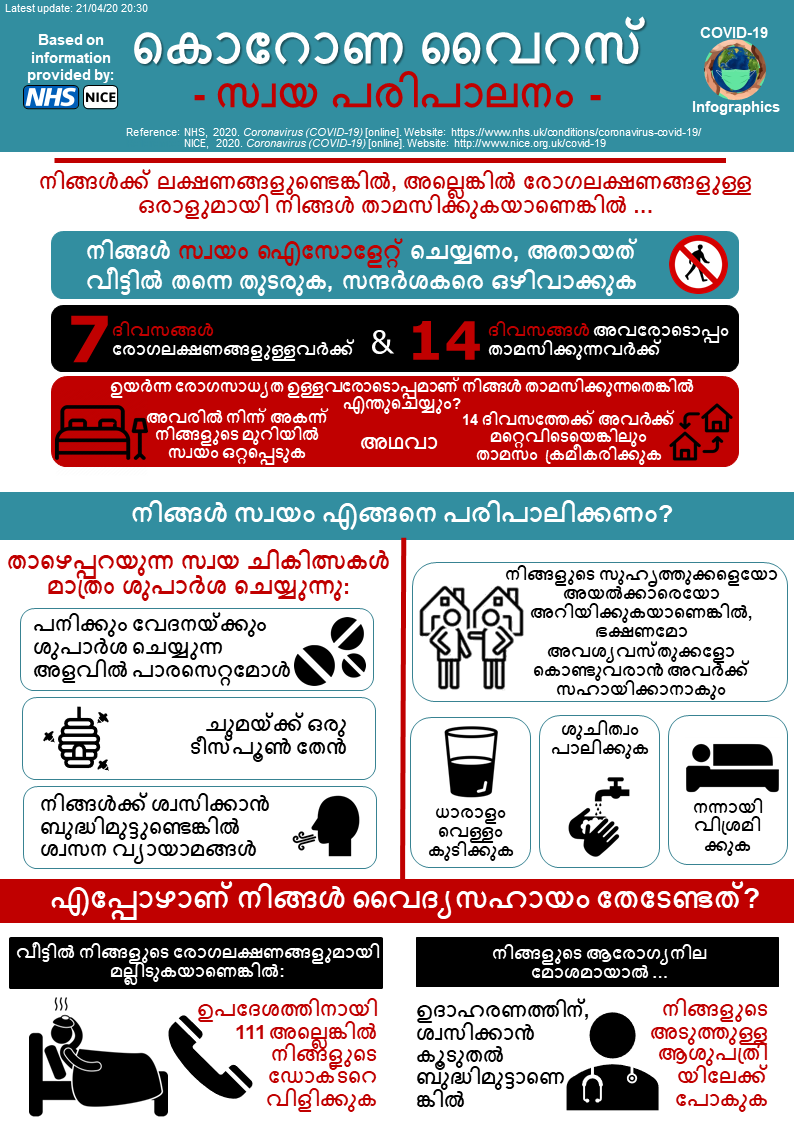 Latest update: 21/04/20 20:30
Based on
information
provided by:
NHS NICE
കൊറോണ വൈറസ്
- സ്വയ പരിപാലനം -
COVID-19
Infographics
Reference: NHS, 2020. Coronavirus (COVID-19) [online]. Website: https://www.nhs.uk/conditions/coronavirus-covid-19/
NICE, 2020. Coronavirus (COVID-19) [online]. Website: http://www.nice.org.uk/covid-19
നിങ്ങൾക്ക് ലക്ഷണങ്ങളുണ്ടെങ്കിൽ, അല്ലെങ്കിൽ രോഗലക്ഷണങ്ങളുള്ള
ഒരാളുമായി നിങ്ങൾ താമസിക്കുകയാണെങ്കിൽ ...
നിങ്ങൾ സ്വയം ഐസോളേറ്റ് ചെയ്യണം, അതായത്
വീട്ടിൽ തന്നെ തുടരുക, സന്ദർശകരെ ഒഴിവാക്കുക
7 ദിവസങ്ങൾ
രോഗലക്ഷണങ്ങളുള്ളവർക്ക്
&
14 ദിവസങ്ങൾ അവരോടൊപ്പം
താമസിക്കുന്നവർക്ക്
ഉയർന്ന രോഗസാധ്യത ഉള്ളവരോടൊപ്പമാണ് നിങ്ങൾ താമസിക്കുന്നതെങ്കിൽ
എന്തുചെയ്യും?
അവരിൽ നിന്ന് അകന്ന്
നിങ്ങളുടെ മുറിയിൽ
സ്വയം ഒറ്റപ്പെടുക
അഥവാ
14 ദിവസത്തേക്ക് അവർക്ക്
മറ്റെവിടെയെങ്കിലും
താമസം ക്രമീകരിക്കുക
നിങ്ങൾ സ്വയം എങ്ങനെ പരിപാലിക്കണം?
താഴെപ്പറയുന്ന സ്വയ ചികിത്സകൾ
മാത്രം ശുപാർശ ചെയ്യുന്നു:
പനിക്കും വേദനയ്ക്കും
ശുപാർശ ചെയ്യുന്ന
അളവിൽ പാരസെറ്റമോൾ
ചുമയ്ക്ക് ഒരു
ടീസ്പൂൺ തേൻ
നിങ്ങൾക്ക് ശ്വസിക്കാൻ
ബുദ്ധിമുട്ടുണ്ടെങ്കിൽ
ശ്വസന വ്യായാമങ്ങൾ
നിങ്ങളുടെ സുഹൃത്തുക്കളെയോ
അയൽക്കാരെയോ
അറിയിക്കുകയാണെങ്കിൽ,
ഭക്ഷണമോ
അവശ്യവസ്തുക്കളോ
കൊണ്ടുവരാൻ അവർക്ക്
സഹായിക്കാനാകും
ധാരാളം
വെള്ളം
കുടിക്കുക
ശുചിത്വം
പാലിക്കുക
നന്നായി
വിശ്രമി
ക്കുക
എപ്പോഴാണ് നിങ്ങൾ വൈദ്യസഹായം തേടേണ്ടത്?
വീട്ടിൽ നിങ്ങളുടെ രോഗലക്ഷണങ്ങളുമായി
മല്ലിടുകയാണെങ്കിൽ:
ഉപദേശത്തിനായി
111 അല്ലെങ്കിൽ
നിങ്ങളുടെ
ഡോക്ടറെ
വിളിക്കുക
നിങ്ങളുടെ ആരോഗ്യനില
മോശമായാൽ ...
ഉദാഹരണത്തിന്,
ശ്വസിക്കാൻ
കൂടുതൽ
ബുദ്ധിമുട്ടാണെ
ങ്കിൽ
നിങ്ങളുടെ
അടുത്തുള്ള
ആശുപത്രി
യിലേക്ക്
പോകുക